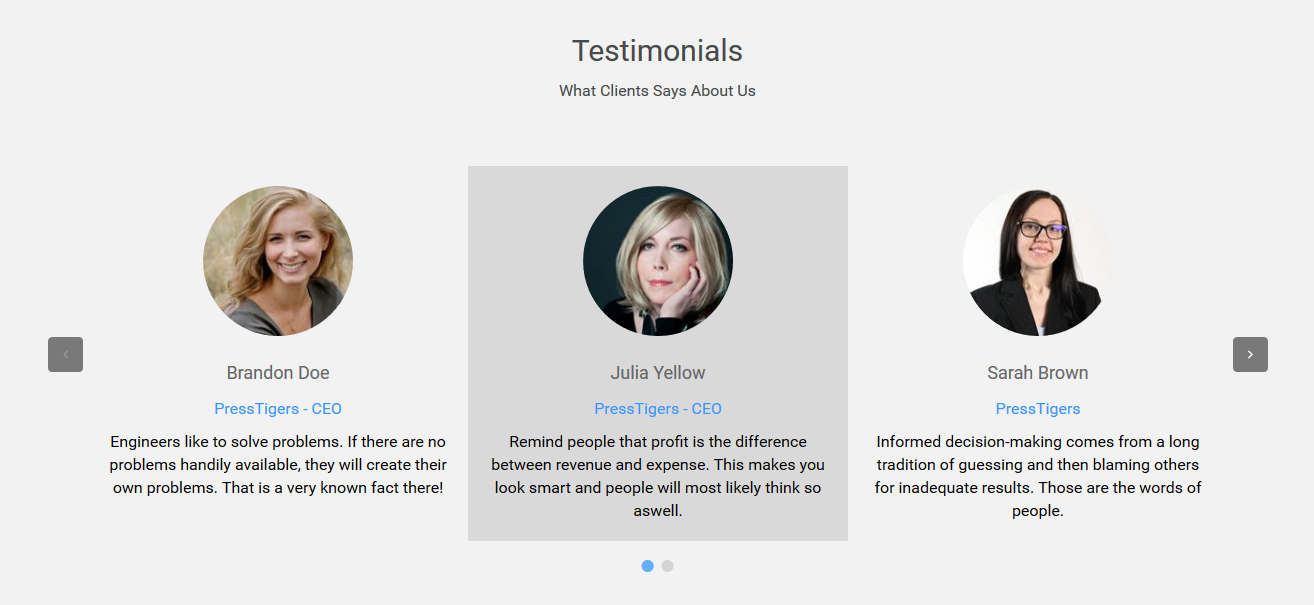 Testimonials
What Clients Says About Us
Brandon Doe
PressTigers - CEO
Engineers like to solve problems. If there are no
problems handily available, they will create their
own problems. That is a very known fact there!
Julia Yellow
PressTigers - CEO
Remind people that profit is the difference
between revenue and expense. This makes you
look smart and people will most likely think so
aswell.
Sarah Brown
PressTigers
Informed decision-making comes from a long
tradition of guessing and then blaming others
for inadequate results. Those are the words of
people.